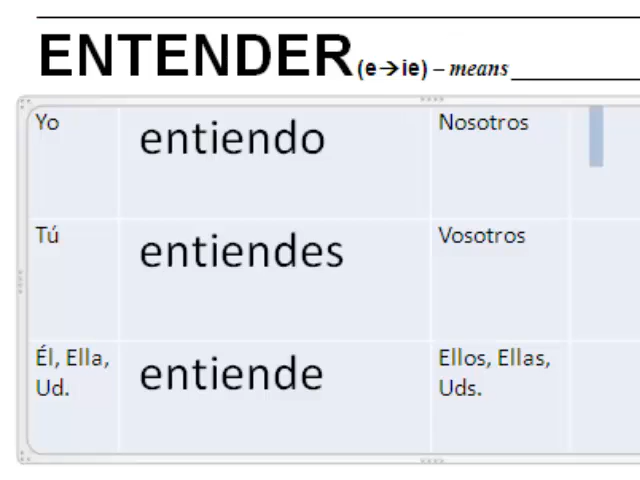 ENTENDER (e→ie) – means
Yo entiendo Nosotros
Tú entiendes Vosotros
Él, Ella, entiende Ellos, Ellas,
Ud. Uds.